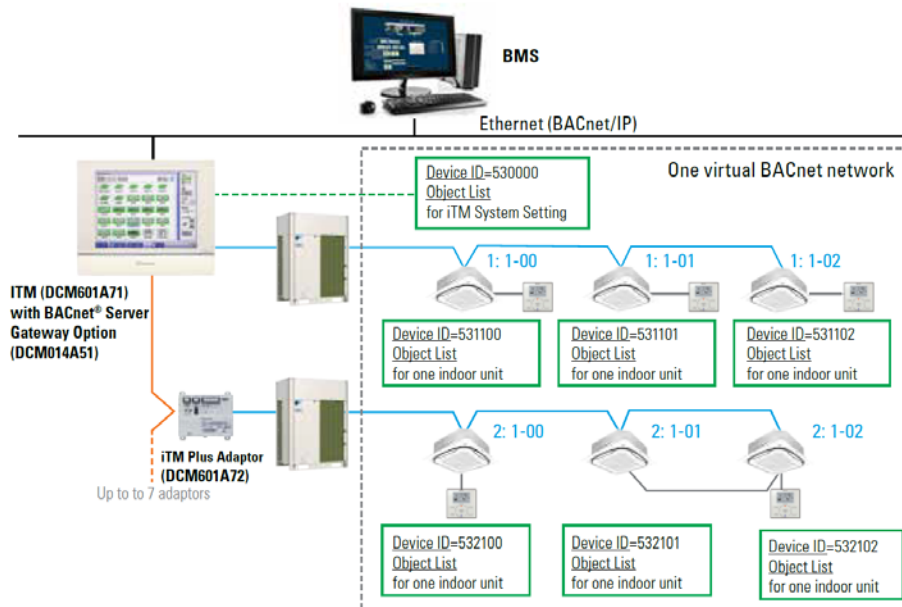 BMS
Ethernet (BACnet/IP)
One virtual BACnet network
Device ID=530000
Object List
for iTM System Setting
1: 1-00
1: 1-01
1: 1-02
ITM (DCM601A71)
with BACnet® Server
Gateway Option
(DCM014A51)
Device ID=531100
Object List
for one indoor unit
Device ID=531101
Object List
for one indoor unit
Device ID=531102
Object List
for one indoor unit
2: 1-00
2: 1-01
2: 1-02
iTM Plus Adaptor
(DCM601A72)
Up to to 7 adaptors
Device ID=532100
Object List
for one indoor unit
Device ID=532101
Object List
for one indoor unit
Device ID=532102
Object List
for one indoor unit